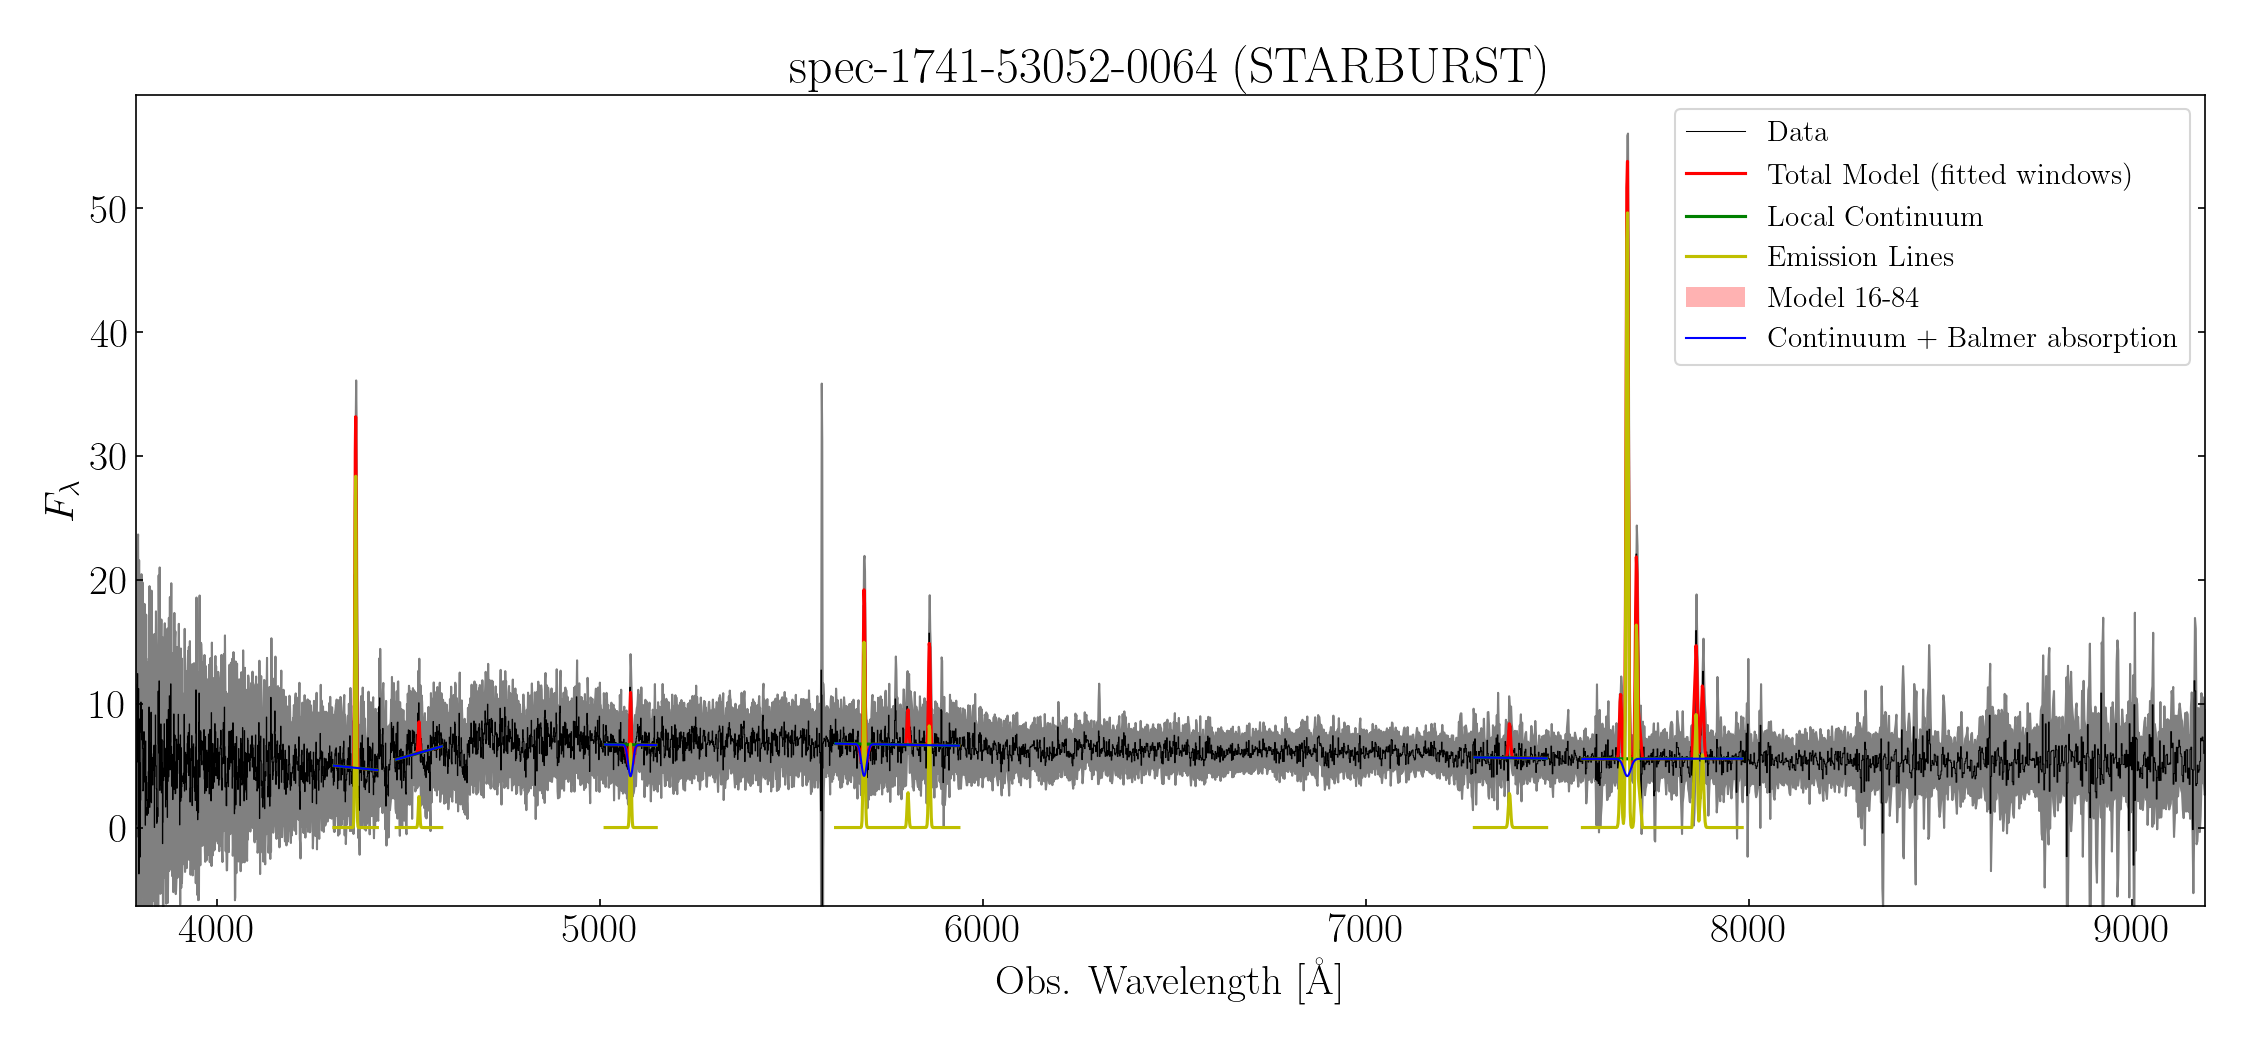 spec-1741-53052-0064 (STARBURST)
Data
Total Model (fitted windows)
Local Continuum
Emission Lines
Model 16-84
Continuum + Balmer absorption
50
40
30
20
10
0
Fλ
4000 5000 6000 7000 8000 9000
Obs. Wavelength [Å]